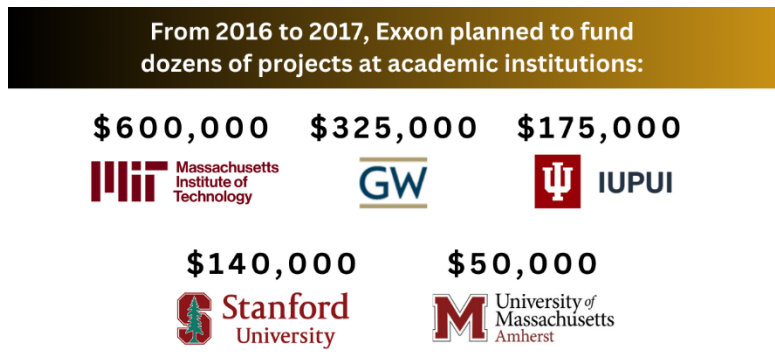 From 2016 to 2017, Exxon planned to fund
dozens of projects at academic institutions:
$600,000 $325,000 $175,000
Massachusetts
Institute of
Technology
GW
IUPUI
$140,000 $50,000
Stanford
University
University of
Massachusetts
Amherst